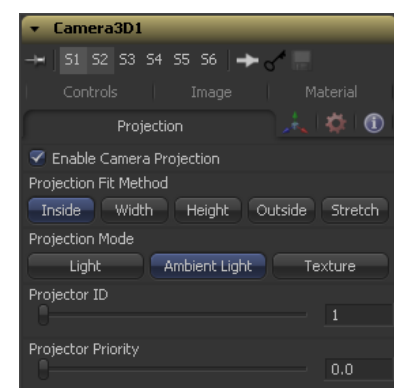 Camera3D1
S1 S2 S3 S4 S5 S6
Controls Image Material
Projection
Enable Camera Projection
Projection Fit Method
Inside Width Height Outside Stretch
Projection Mode
Light Ambient Light Texture
Projector ID
1
Projector Priority
0.0